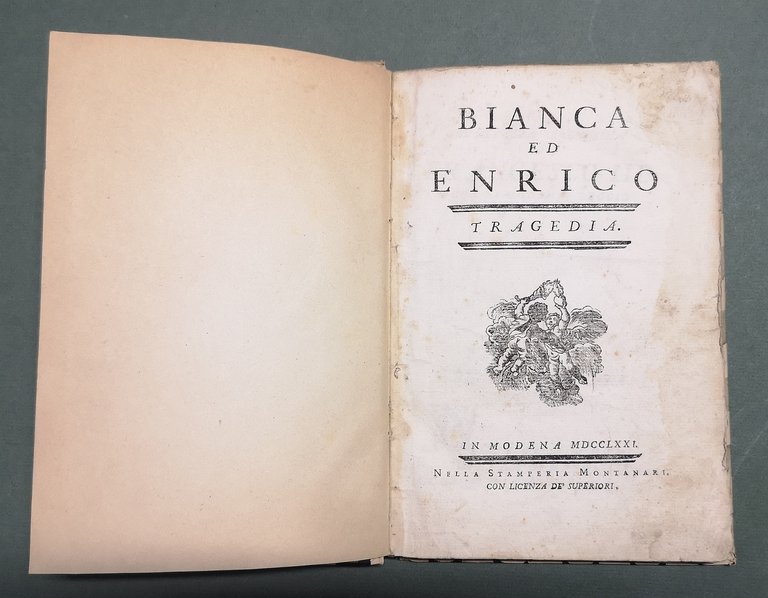 BIANCA
ED
ENRICO
TRAGEDIA.
IN MODENA MDCCLXXI.
NELLA STAMPERIA MONTANARI.
CON LICENZA DE' SUPERIORI.